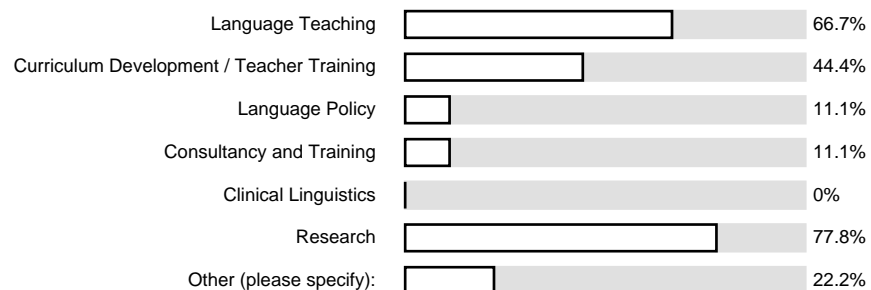 Language Teaching 66.7%
Curriculum Development / Teacher Training 44.4%
Language Policy 11.1%
Consultancy and Training 11.1%
Clinical Linguistics 0%
Research 77.8%
Other (please specify): 22.2%